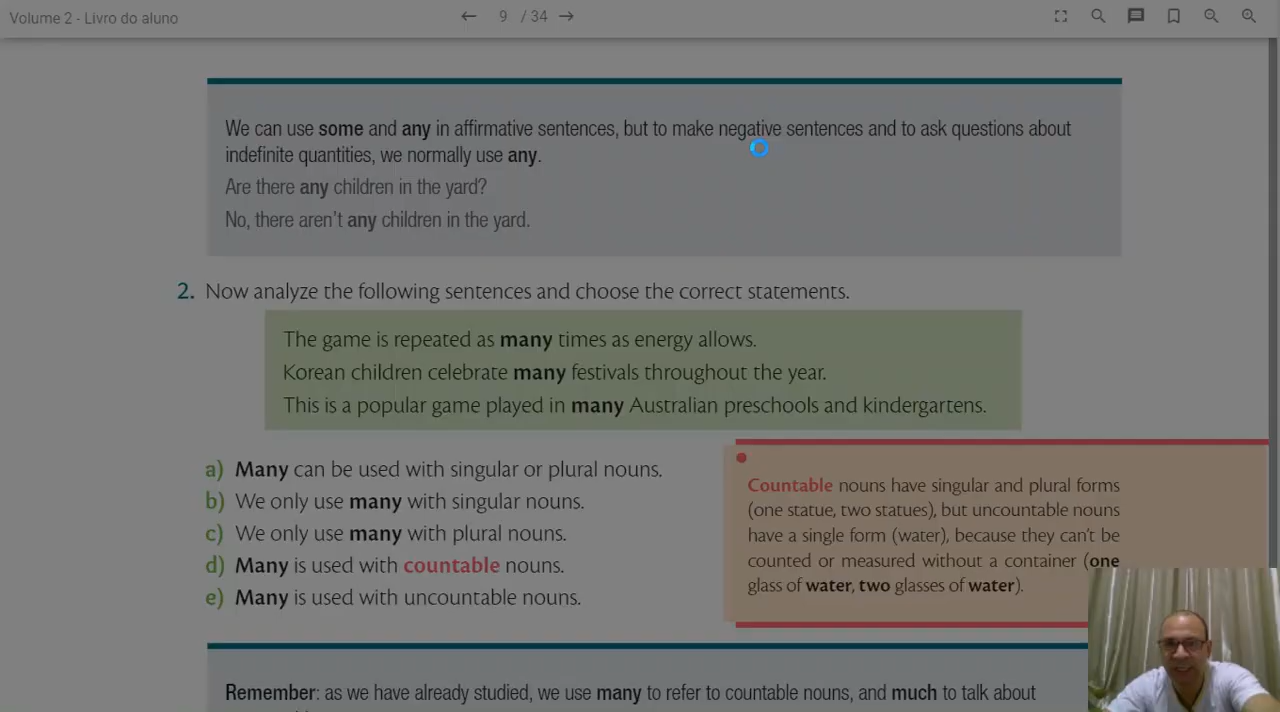 Volume 2 - Livro do aluno
9 / 34
We can use some and any in affirmative sentences, but to make negative sentences and to ask questions about
indefinite quantities, we normally use any.
Are there any children in the yard?
No, there aren't any children in the yard.
2. Now analyze the following sentences and choose the correct statements.
The game is repeated as many times as energy allows.
Korean children celebrate many festivals throughout the year.
This is a popular game played in many Australian preschools and kindergartens.
a) Many can be used with singular or plural nouns.
b) We only use many with singular nouns.
c) We only use many with plural nouns.
d) Many is used with countable nouns.
e) Many is used with uncountable nouns.
Countable nouns have singular and plural forms
(one statue, two statues), but uncountable nouns
have a single form (water), because they can't be
counted or measured without a container (one
glass of water, two glasses of water).
Remember: as we have already studied, we use many to refer to countable nouns, and much to talk about